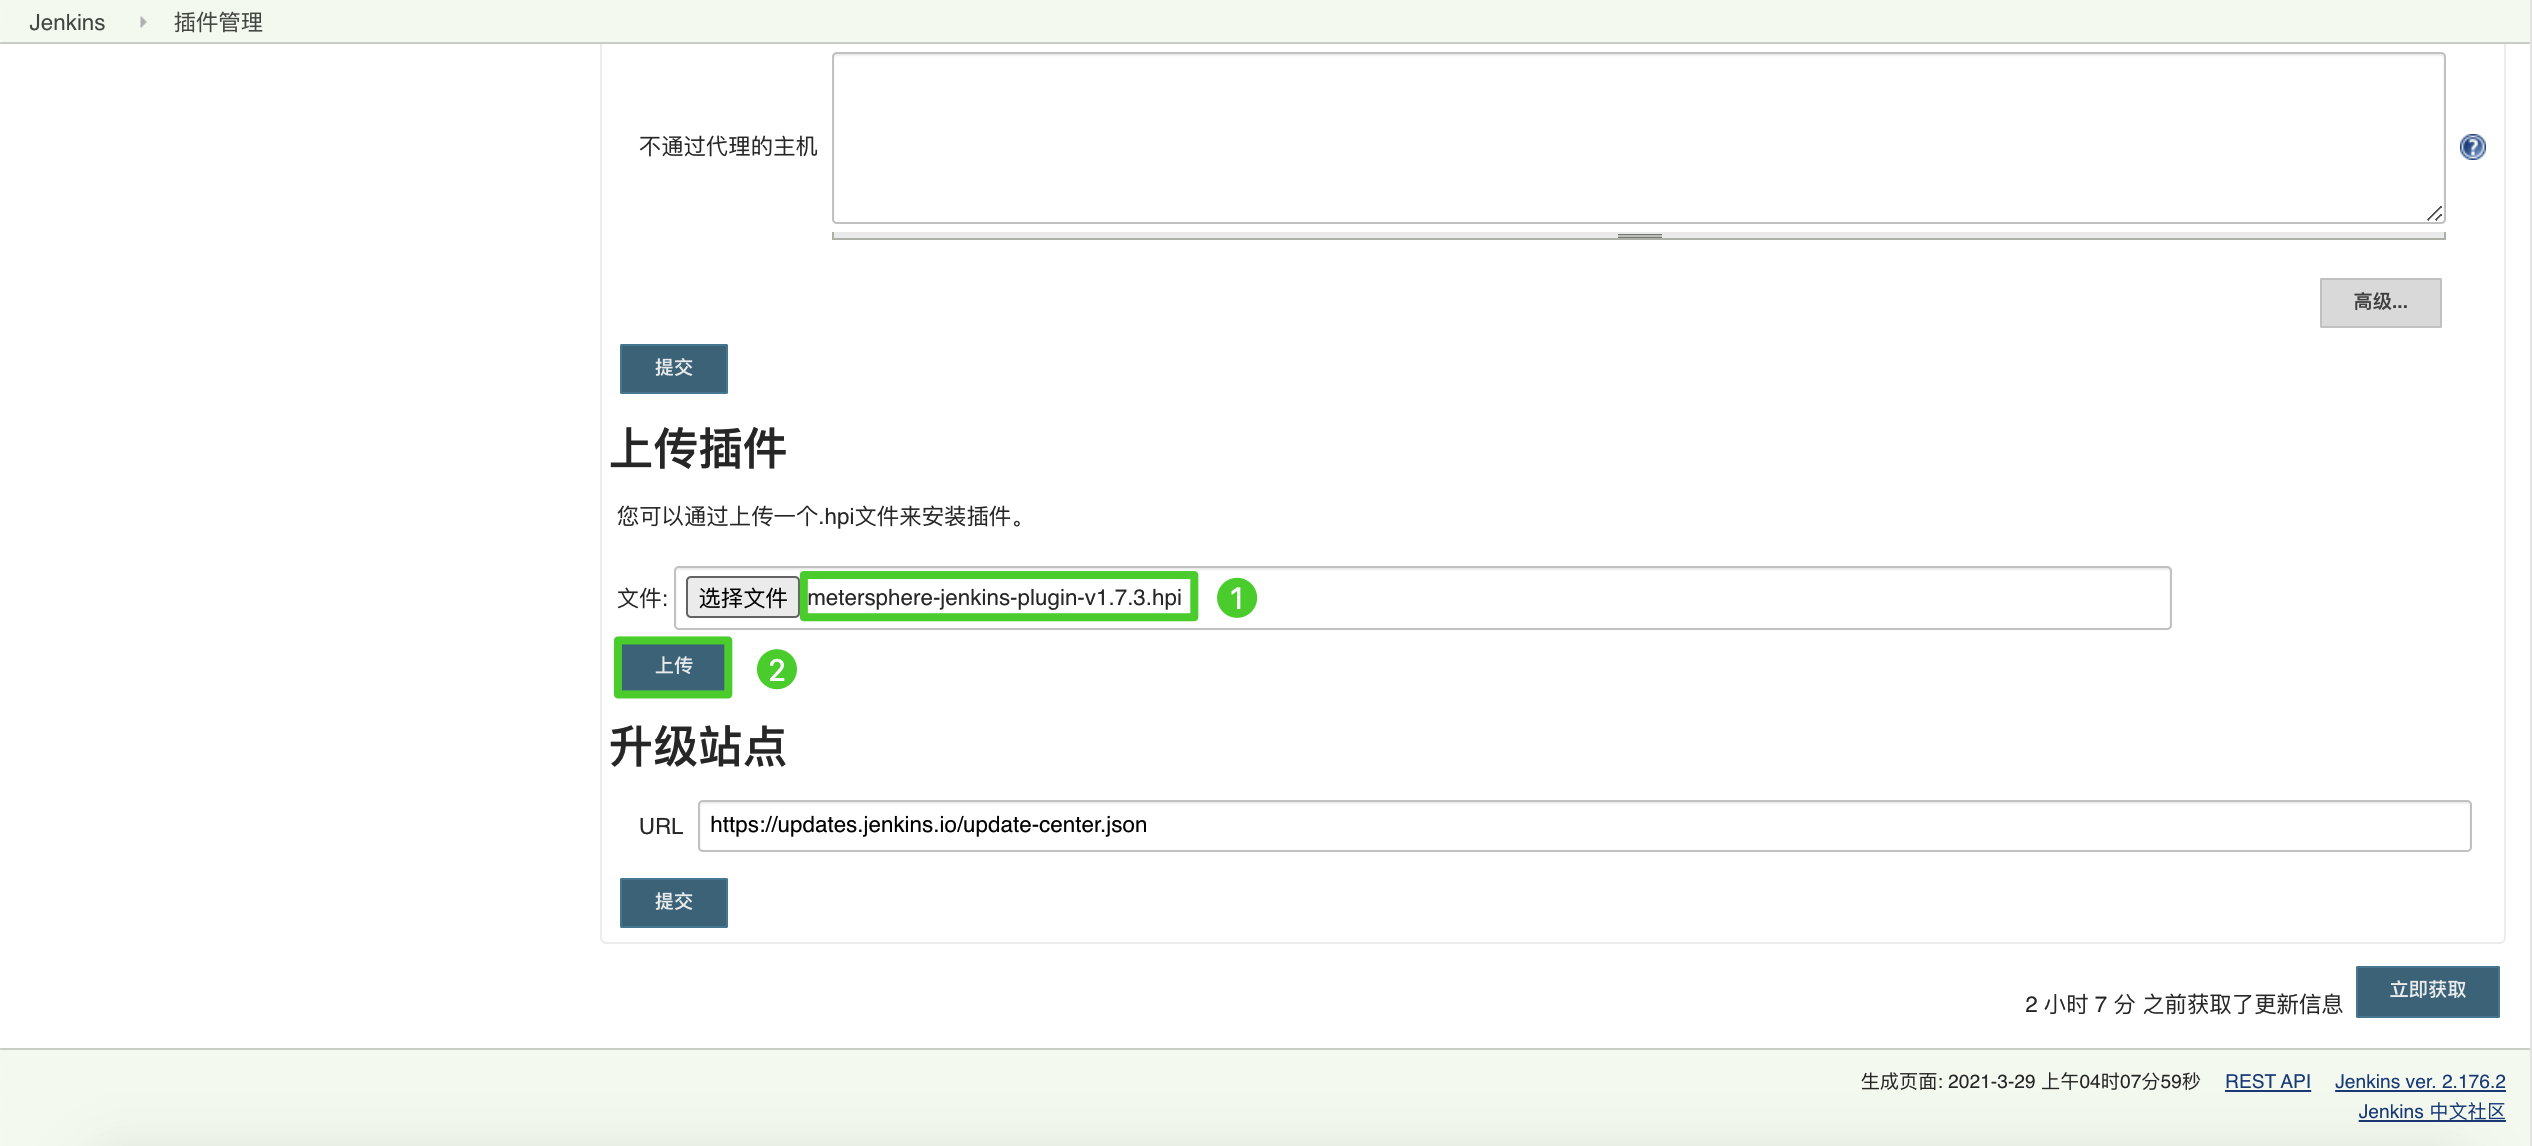 Jenkins 插件管理
不通过代理的主机
?
高级...
提交
上传插件
您可以通过上传一个.hpi文件来安装插件。
文件: 选择文件 metersphere-jenkins-plugin-v1.7.3.hpi 1
上传 2
升级站点
URL https://updates.jenkins.io/update-center.json
提交
2 小时 7 分 之前获取了更新信息 立即获取
生成页面: 2021-3-29 上午04时07分59秒 REST API Jenkins ver. 2.176.2
Jenkins 中文社区